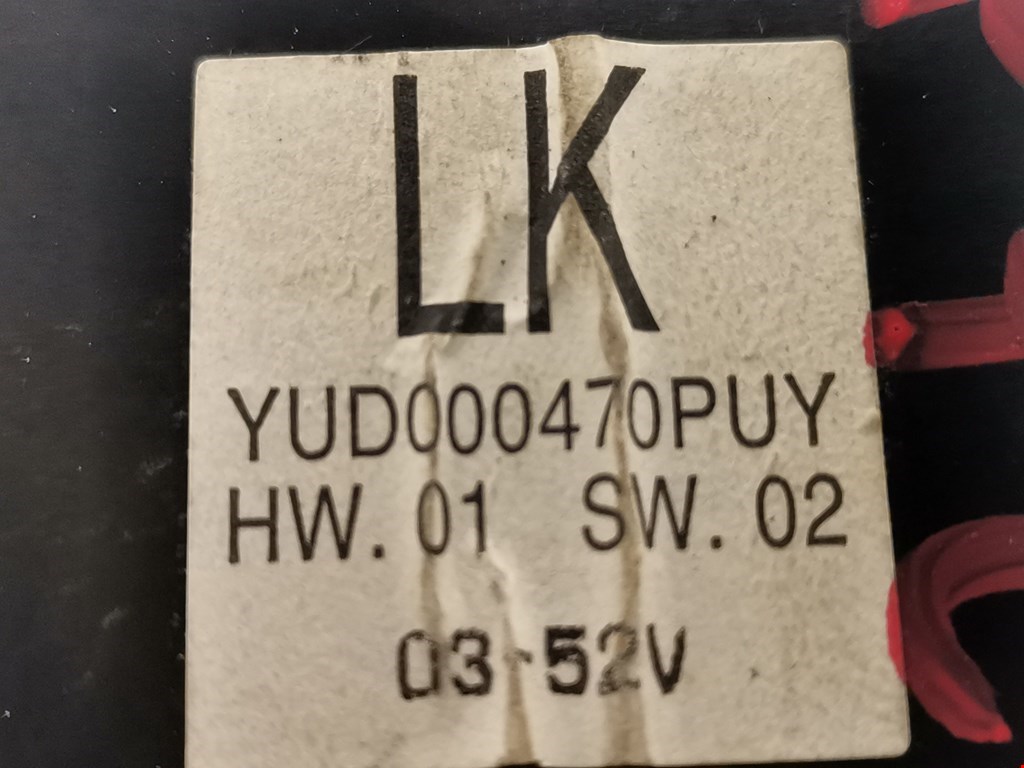 LK
YUD000470PUY
HW. 01 SW. 02
03-52V